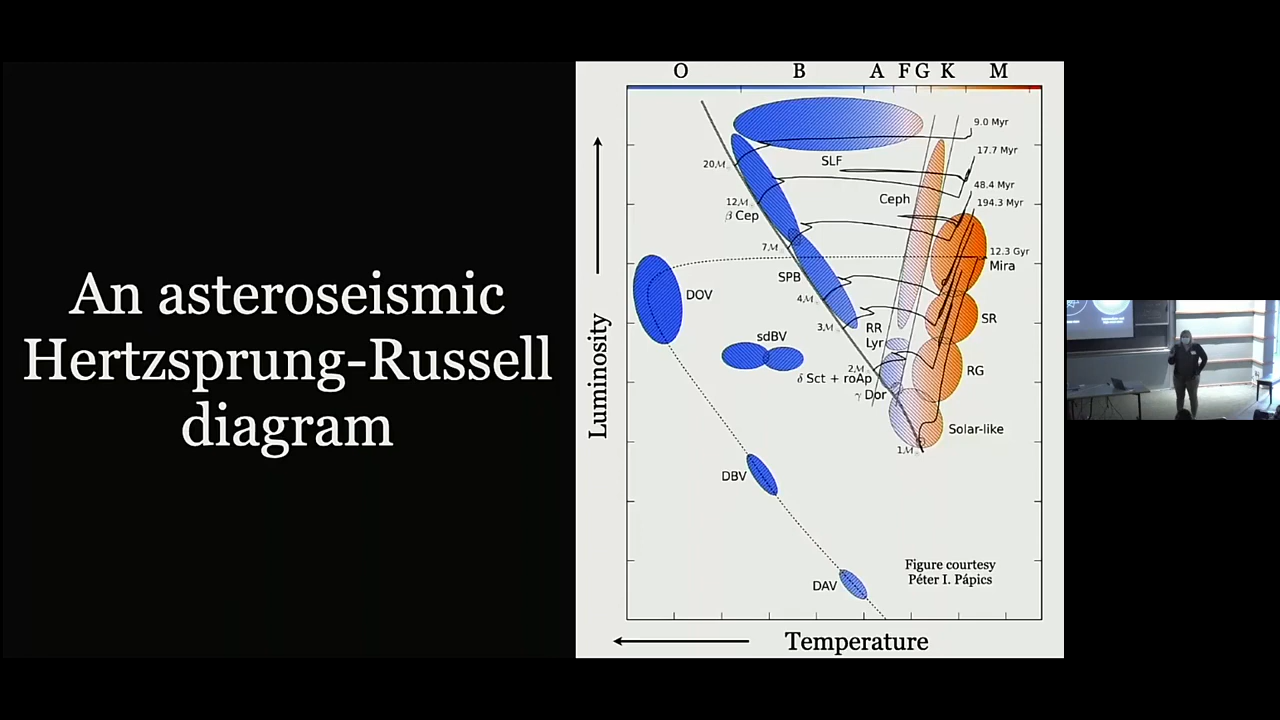 An asteroseismic
Hertzsprung-Russell
diagram
O B A F G K M
9.0 Myr
17.7 Myr
48.4 Myr
194.3 Myr
12.3 Gyr
20 M
12 M
7 M
4 M
3 M
2 M
1 M
SLF
Ceph
β Cep
SPB
Mira
DOV
SR
RR
Lyr
sdBV
RG
δ Sct + roAp
γ Dor
Solar-like
DBV
DAV
Figure courtesy
Péter I. Pápics
Luminosity
Temperature